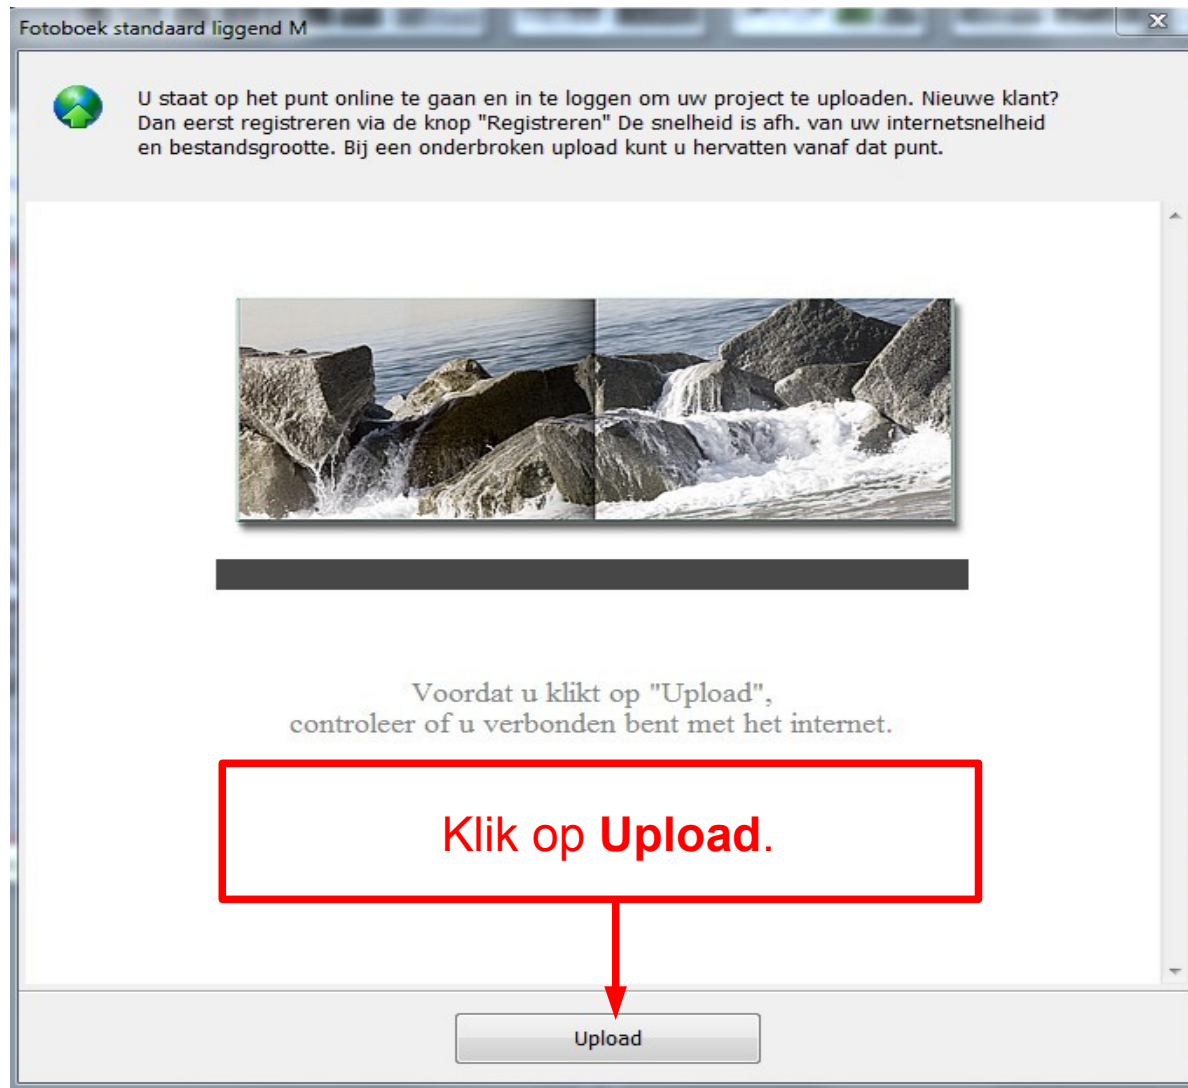 Fotoboek standaard liggend M
U staat op het punt online te gaan en in te loggen om uw project te uploaden. Nieuwe klant?
Dan eerst registreren via de knop "Registreren" De snelheid is afh. van uw internetsnelheid
en bestandsgrootte. Bij een onderbroken upload kunt u hervatten vanaf dat punt.
Voordat u klikt op "Upload",
controleer of u verbonden bent met het internet.
Klik op Upload.
Upload